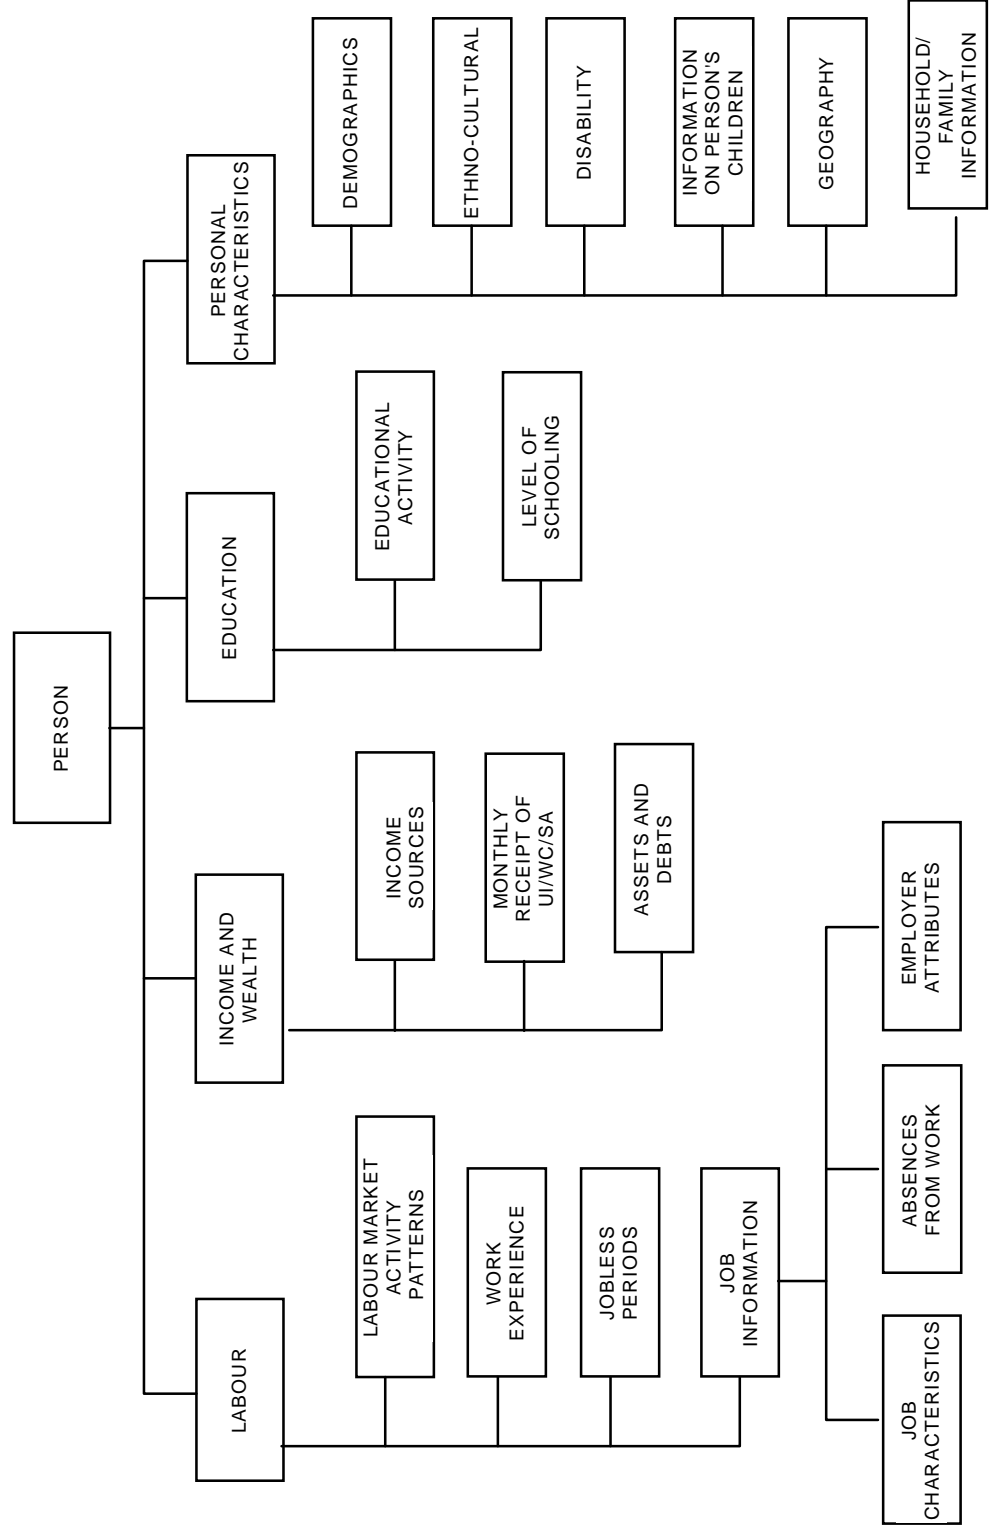 PERSON
LABOUR
INCOME AND
WEALTH
EDUCATION
PERSONAL
CHARACTERISTICS
LABOUR MARKET
ACTIVITY
PATTERNS
WORK
EXPERIENCE
JOBLESS
PERIODS
JOB
INFORMATION
JOB
CHARACTERISTICS
ABSENCES
FROM WORK
EMPLOYER
ATTRIBUTES
INCOME
SOURCES
MONTHLY
RECEIPT OF
UI/WC/SA
ASSETS AND
DEBTS
EDUCATIONAL
ACTIVITY
LEVEL OF
SCHOOLING
DEMOGRAPHICS
ETHNO-CULTURAL
DISABILITY
INFORMATION
ON PERSON'S
CHILDREN
GEOGRAPHY
HOUSEHOLD/
FAMILY
INFORMATION